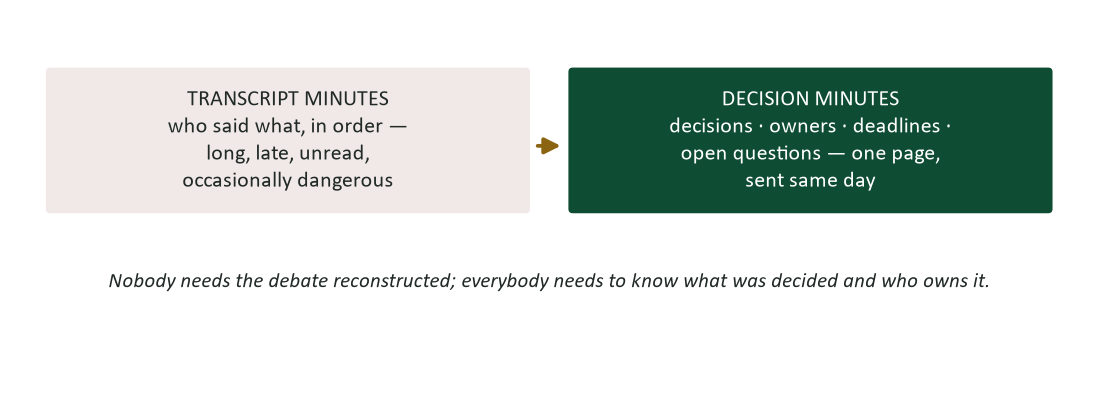 TRANSCRIPT MINUTES
who said what, in order —
long, late, unread,
occasionally dangerous
DECISION MINUTES
decisions · owners · deadlines ·
open questions — one page,
sent same day
Nobody needs the debate reconstructed; everybody needs to know what was decided and who owns it.